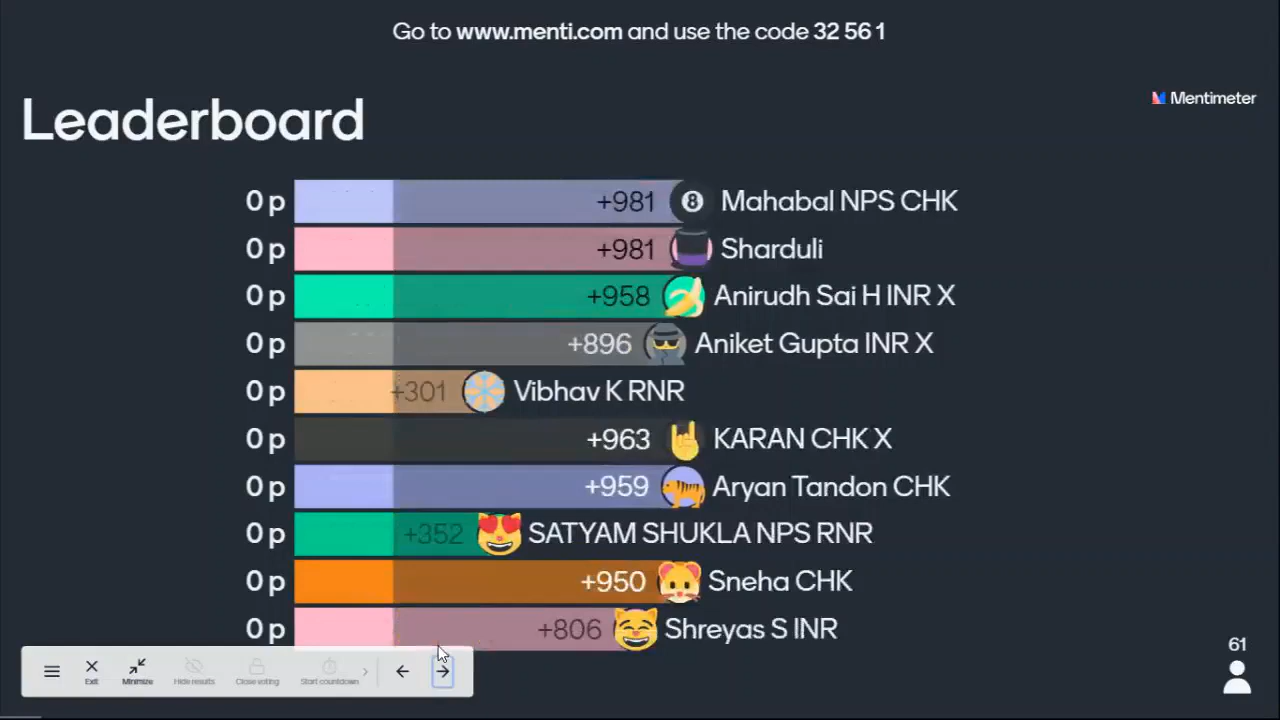 Go to www.menti.com and use the code 32 56 1
Leaderboard
Mentimeter
0 p +981 8 Mahabal NPS CHK
0 p +981 Sharduli
0 p +958 Anirudh Sai H INR X
0 p +896 Aniket Gupta INR X
0 p +301 Vibhav K RNR
0 p +963 KARAN CHK X
0 p +959 Aryan Tandon CHK
0 p +352 SATYAM SHUKLA NPS RNR
0 p +950 Sneha CHK
0 p +806 Shreyas S INR
61
Exit Minimize Hide results Close voting Start countdown